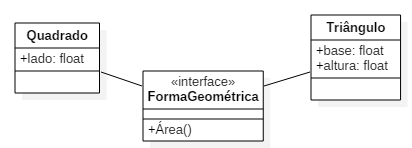 Quadrado
+lado: float
«interface»
FormaGeométrica
+Área()
Triângulo
+base: float
+altura: float